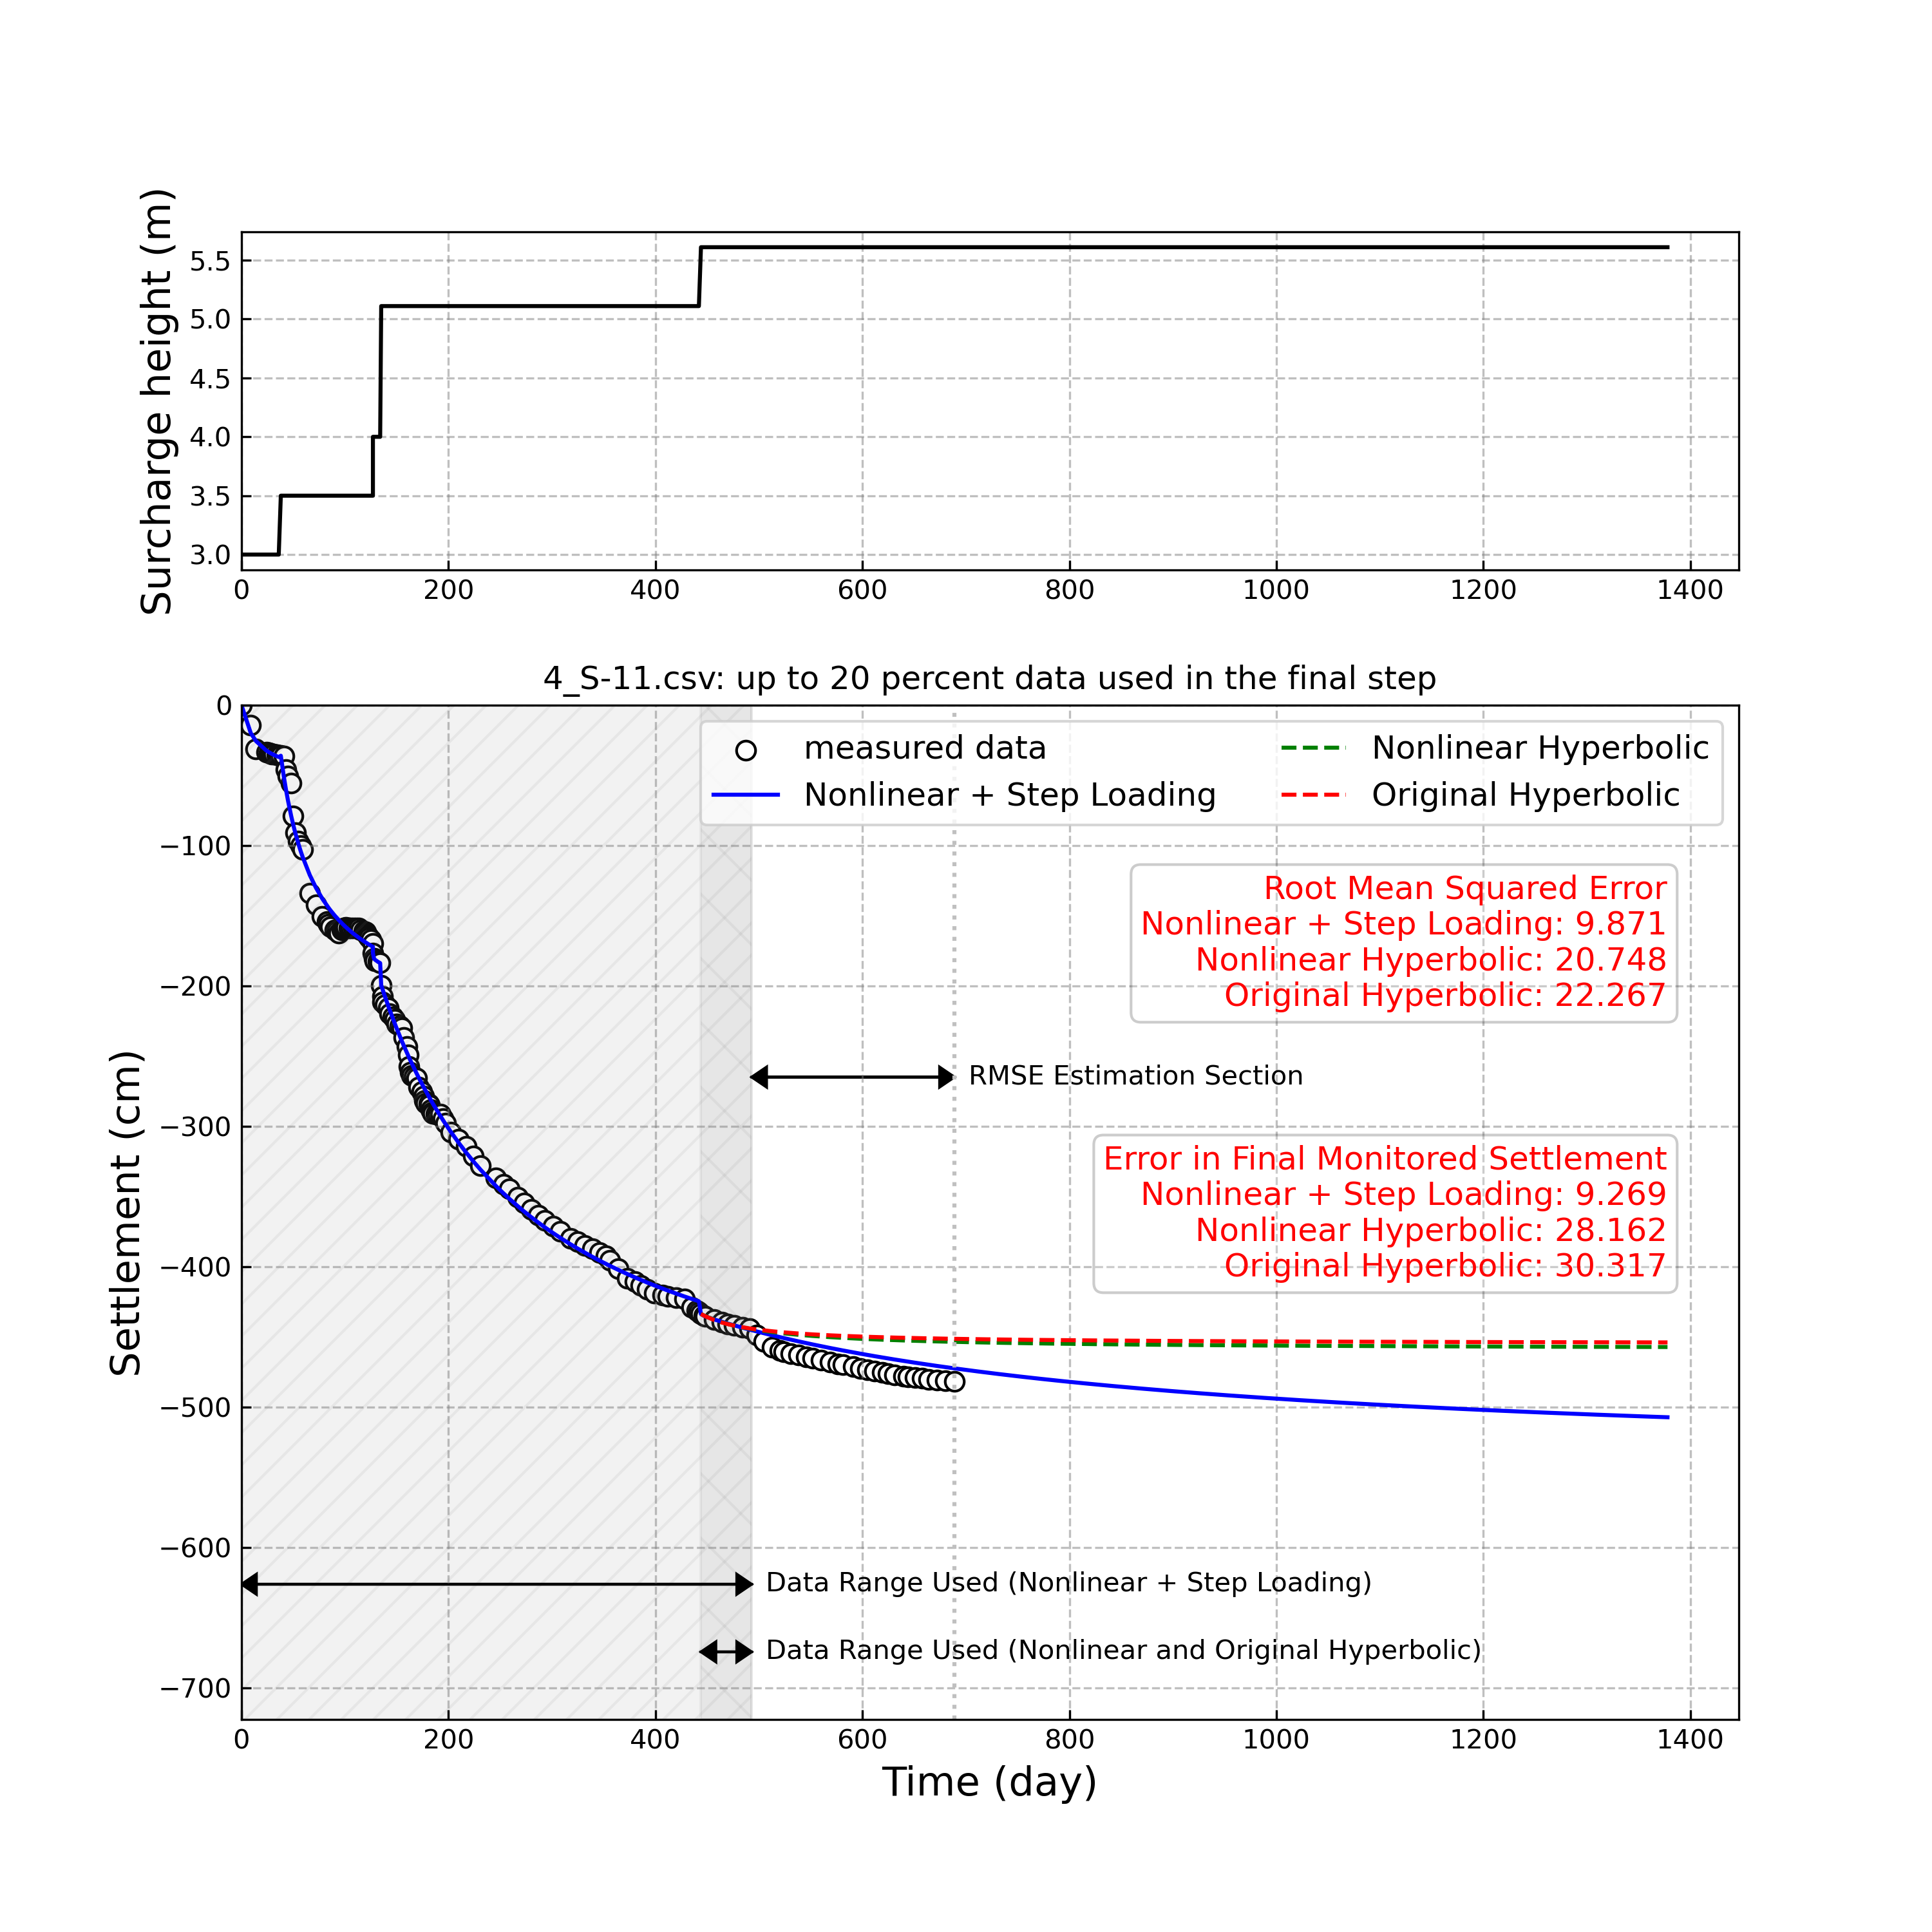 Surcharge height (m)
5.5
5.0
4.5
4.0
3.5
3.0
0 200 400 600 800 1000 1200 1400
4_S-11.csv: up to 20 percent data used in the final step
Settlement (cm)
0
−100
−200
−300
−400
−500
−600
−700
measured data
Nonlinear + Step Loading
Nonlinear Hyperbolic
Original Hyperbolic
Root Mean Squared Error
Nonlinear + Step Loading: 9.871
Nonlinear Hyperbolic: 20.748
Original Hyperbolic: 22.267
RMSE Estimation Section
Error in Final Monitored Settlement
Nonlinear + Step Loading: 9.269
Nonlinear Hyperbolic: 28.162
Original Hyperbolic: 30.317
Data Range Used (Nonlinear + Step Loading)
Data Range Used (Nonlinear and Original Hyperbolic)
0 200 400 600 800 1000 1200 1400
Time (day)